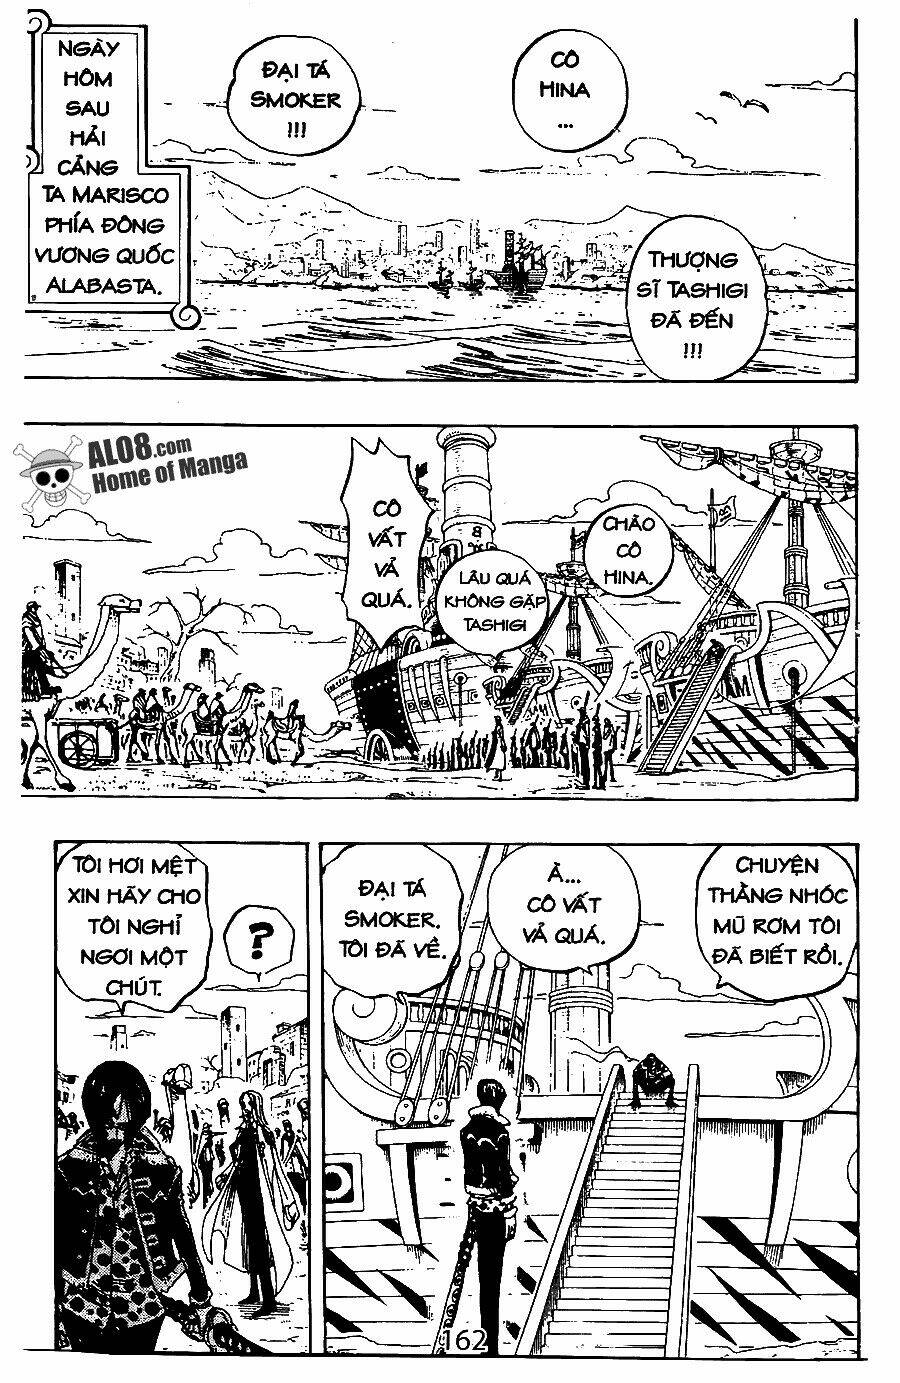 NGÀY
HÔM
SAU
HẢI
CẢNG
TA MARISCO
PHÍA ĐÔNG
VƯƠNG QUỐC
ALABASTA.
ĐẠI TÁ
SMOKER
!!!
CÔ
HINA
...
THƯỢNG
SĨ TASHIGI
ĐÃ ĐẾN
!!!
AL08.com
Home of Manga
CÔ
VẤT
VẢ
QUÁ.
LÂU QUÁ
KHÔNG GẶP
TASHIGI
CHÀO
CÔ
HINA.
TÔI HƠI MỆT
XIN HÃY CHO
TÔI NGHỈ
NGƠI MỘT
CHÚT.
?
ĐẠI TÁ
SMOKER.
TÔI ĐÃ VỀ.
À...
CÔ VẤT
VẢ QUÁ.
CHUYỆN
THẰNG NHÓC
MŨ RƠM TÔI
ĐÃ BIẾT RỒI.
162